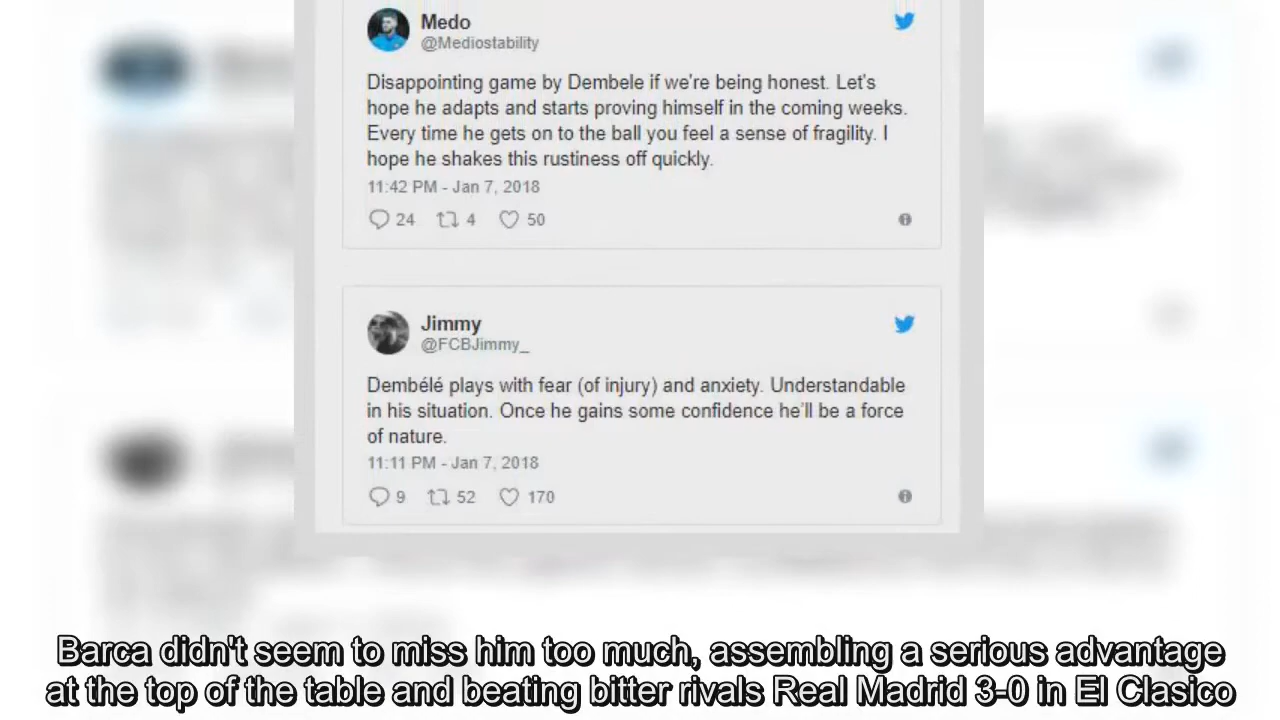 Medo
@Mediostability
Disappointing game by Dembele if we're being honest. Let's
hope he adapts and starts proving himself in the coming weeks.
Every time he gets on to the ball you feel a sense of fragility. I
hope he shakes this rustiness off quickly.
11:42 PM - Jan 7, 2018
24 4 50
Jimmy
@FCBJimmy_
Dembélé plays with fear (of injury) and anxiety. Understandable
in his situation. Once he gains some confidence he'll be a force
of nature.
11:11 PM - Jan 7, 2018
9 52 170
Barca didn't seem to miss him too much, assembling a serious advantage
at the top of the table and beating bitter rivals Real Madrid 3-0 in El Clasico